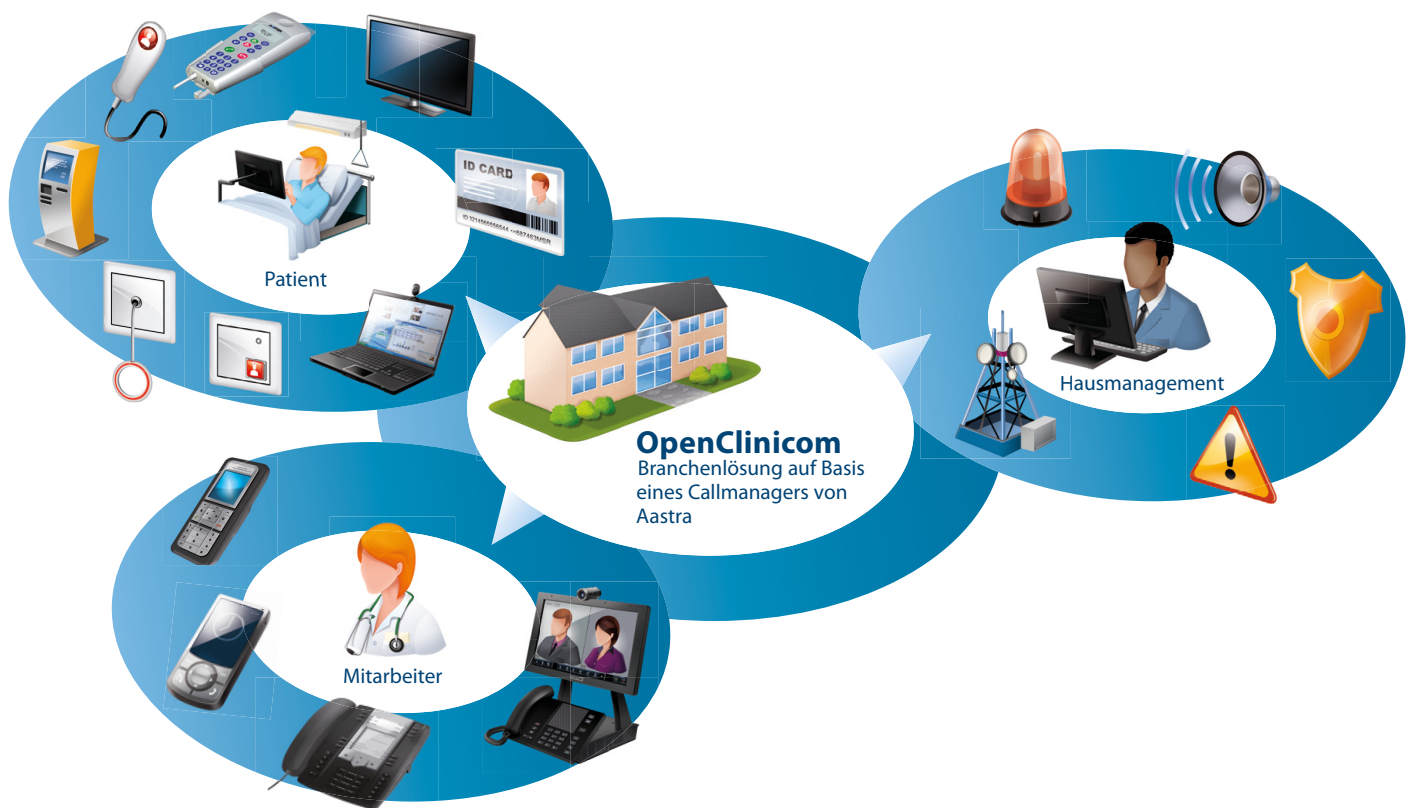 ID CARD
Patient
Hausmanagement
OpenClinicom
Branchenlösung auf Basis
eines Callmanagers von
Aastra
Mitarbeiter